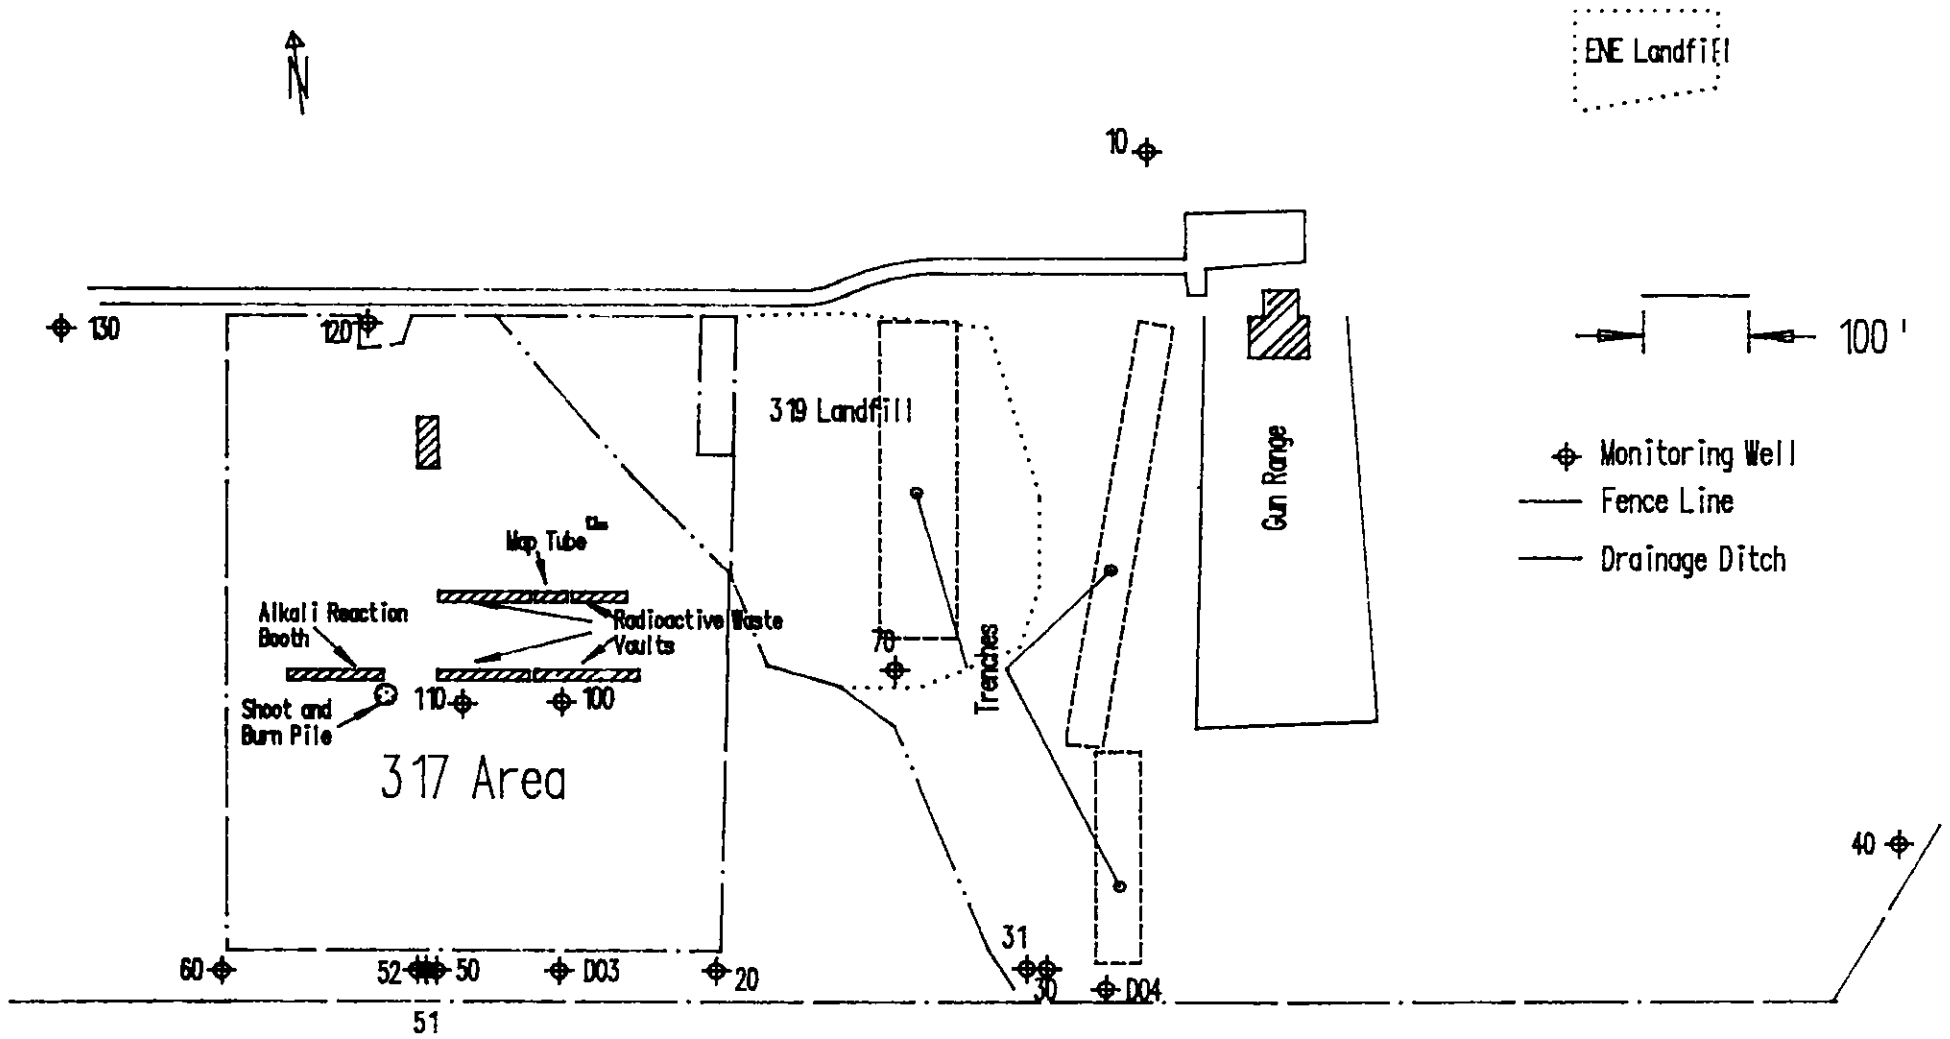 N
ENE Landfill
10
130
120
100 '
319 Landfill
Monitoring Well
Gun Range
Fence Line
Map Tube
Drainage Ditch
Alkali Reaction
Booth
Radioactive Waste
Vaults
70
Trenches
110
100
Shoot and
Burn Pile
317 Area
40
31
60
52
50
D03
20
30
D04
51